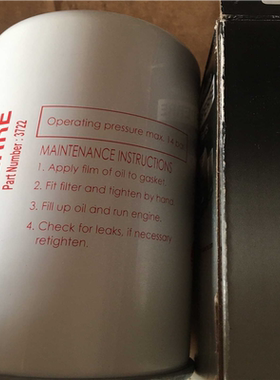 Part Number : 3722
Operating pressure max.
MAINTENANCE INSTRUCTIONS
1. Apply film of oil to gasket.
2. Fit filter and tighten by hand
3. Fill up oil and run engine.
4. Check for leaks, if necessary
retighten.